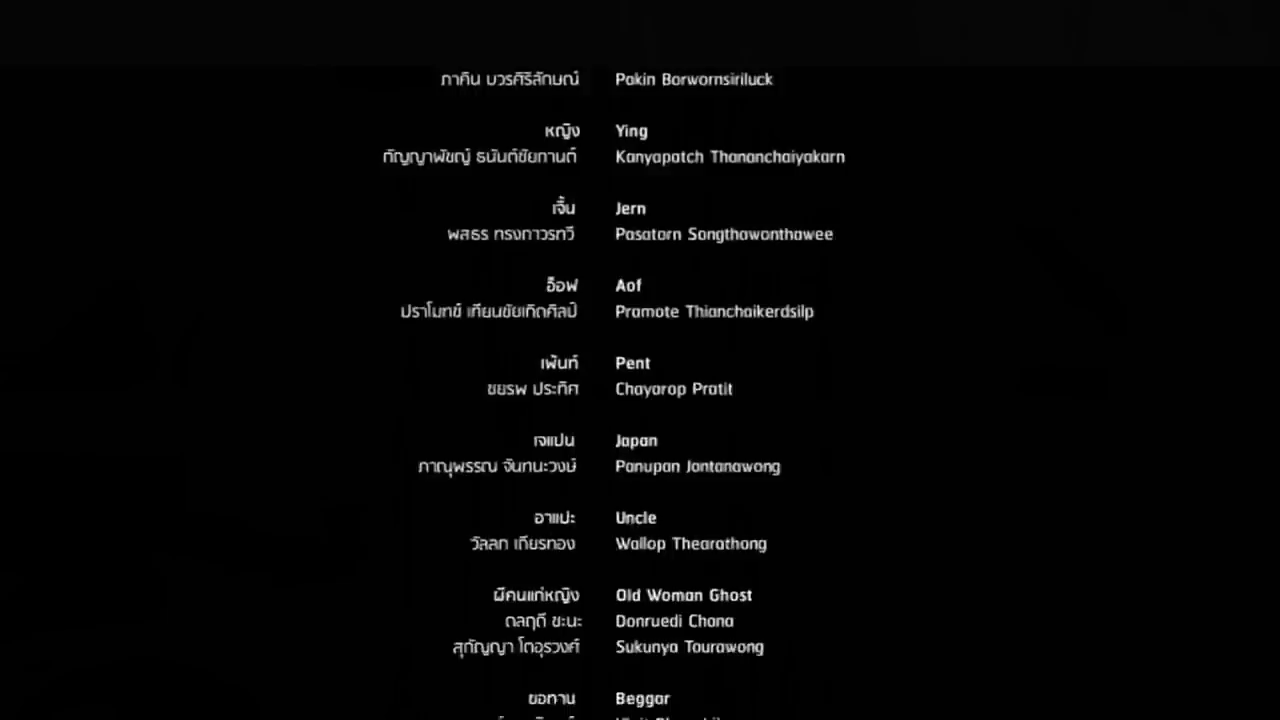 ภาคิน บวรศิริลักษณ์ Pakin Borwornsiriluck
หญิง Ying
กัญญาพัชญ์ ธนันต์ชัยกานต์ Kanyapatch Thananchaiyakarn
เจิ้น Jern
พสธร ทรงถาวรทวี Pasatorn Songthawonthawee
อ็อฟ Aof
ปราโมทย์ เทียนชัยเกิดศิลป์ Pramote Thianchaikerdsilp
เพ้นท์ Pent
ชยรพ ประทิศ Chayarop Pratit
เจแปน Japan
ภาณุพรรณ จันทนะวงษ์ Panupan Jantanawong
อาแปะ Uncle
วัลลภ เทียรทอง Wallop Thearathong
ผีคนแก่หญิง Old Woman Ghost
ดลฤดี ชะนะ Donruedi Chana
สุกัญญา โตอุรวงศ์ Sukunya Tourawong
ขอทาน Beggar